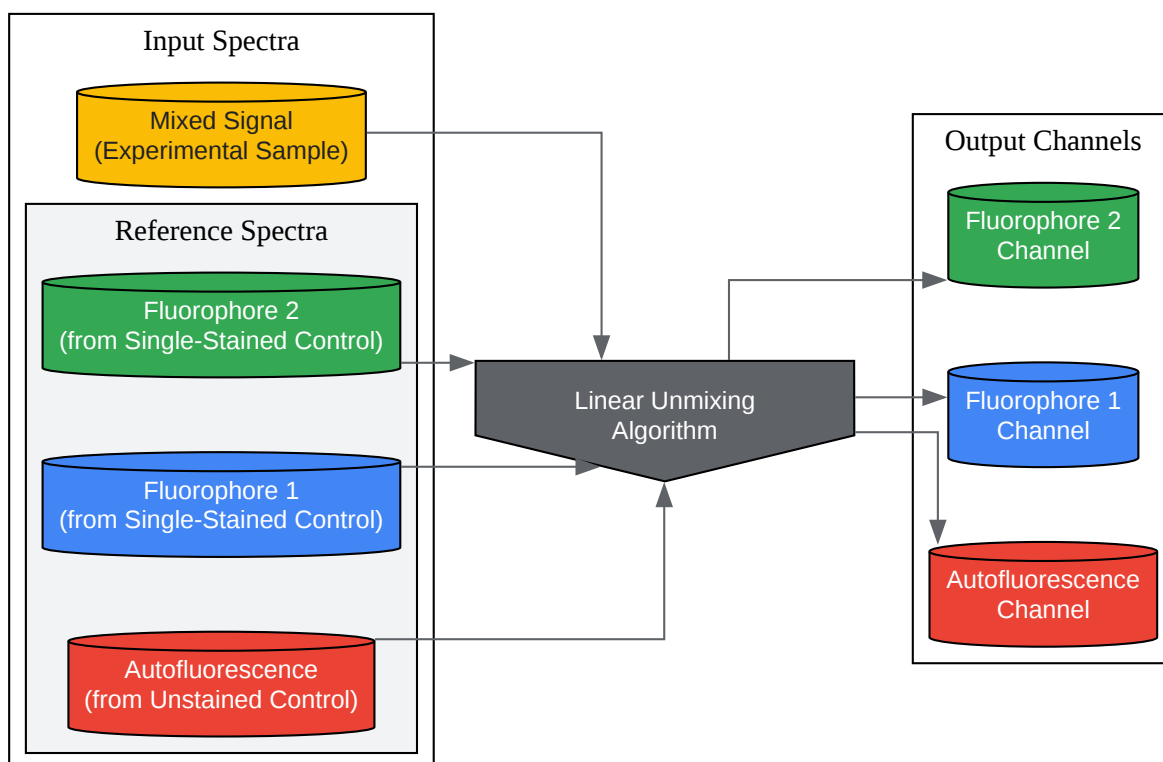 Input Spectra
Mixed Signal
(Experimental Sample)
Reference Spectra
Fluorophore 2
(from Single-Stained Control)
Fluorophore 1
(from Single-Stained Control)
Autofluorescence
(from Unstained Control)
Linear Unmixing
Algorithm
Output Channels
Fluorophore 2
Channel
Fluorophore 1
Channel
Autofluorescence
Channel